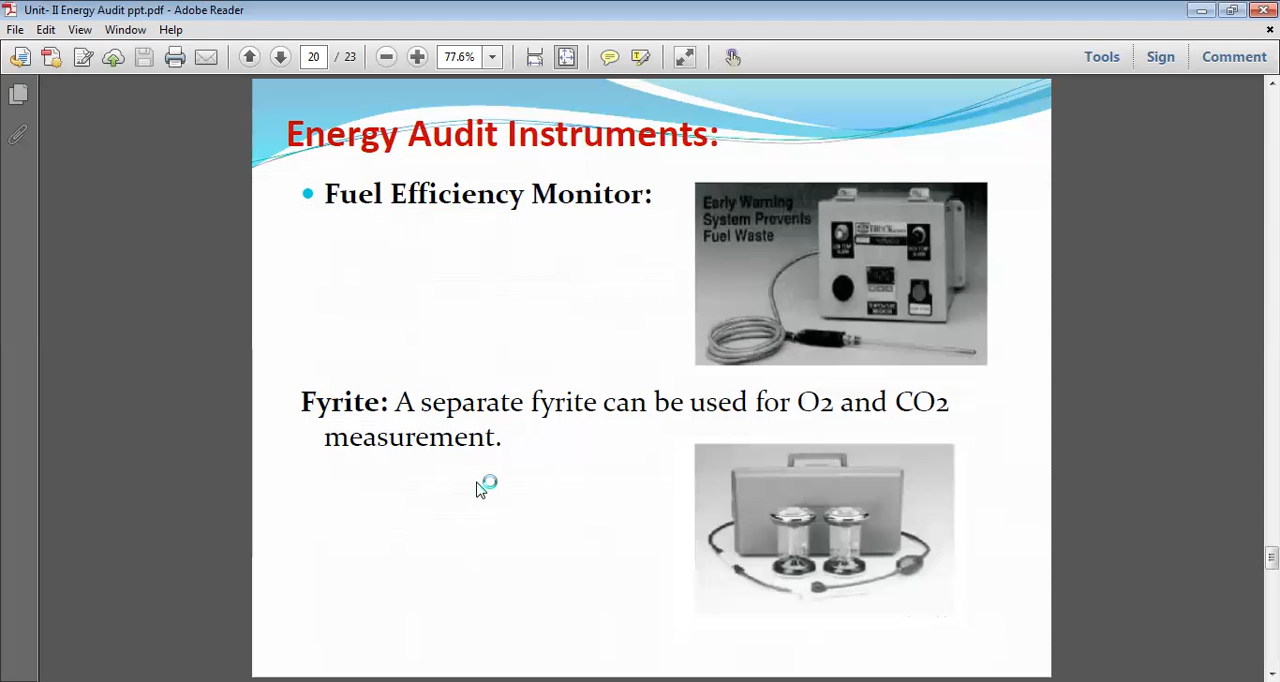 Unit- II Energy Audit ppt.pdf - Adobe Reader
File Edit View Window Help
20 / 23 77.6% Tools Sign Comment
Energy Audit Instruments:
Fuel Efficiency Monitor:
Early Warning
System Prevents
Fuel Waste
Fyrite: A separate fyrite can be used for O2 and CO2
measurement.